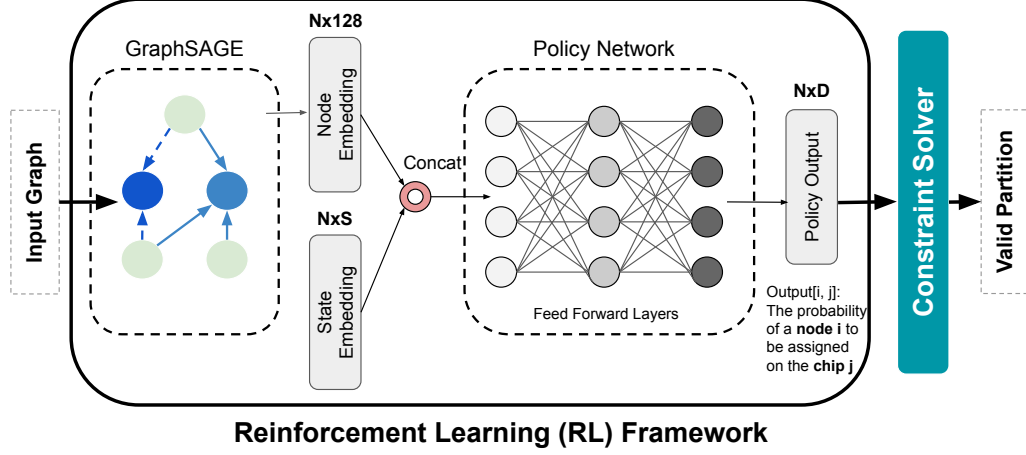 Input Graph
GraphSAGE
Nx128
Node
Embedding
NxS
State
Embedding
Concat
Policy Network
Feed Forward Layers
NxD
Policy Output
Output[i, j]:
The probability
of a node i to
be assigned
on the chip j
Constraint Solver
Valid Partition
Reinforcement Learning (RL) Framework